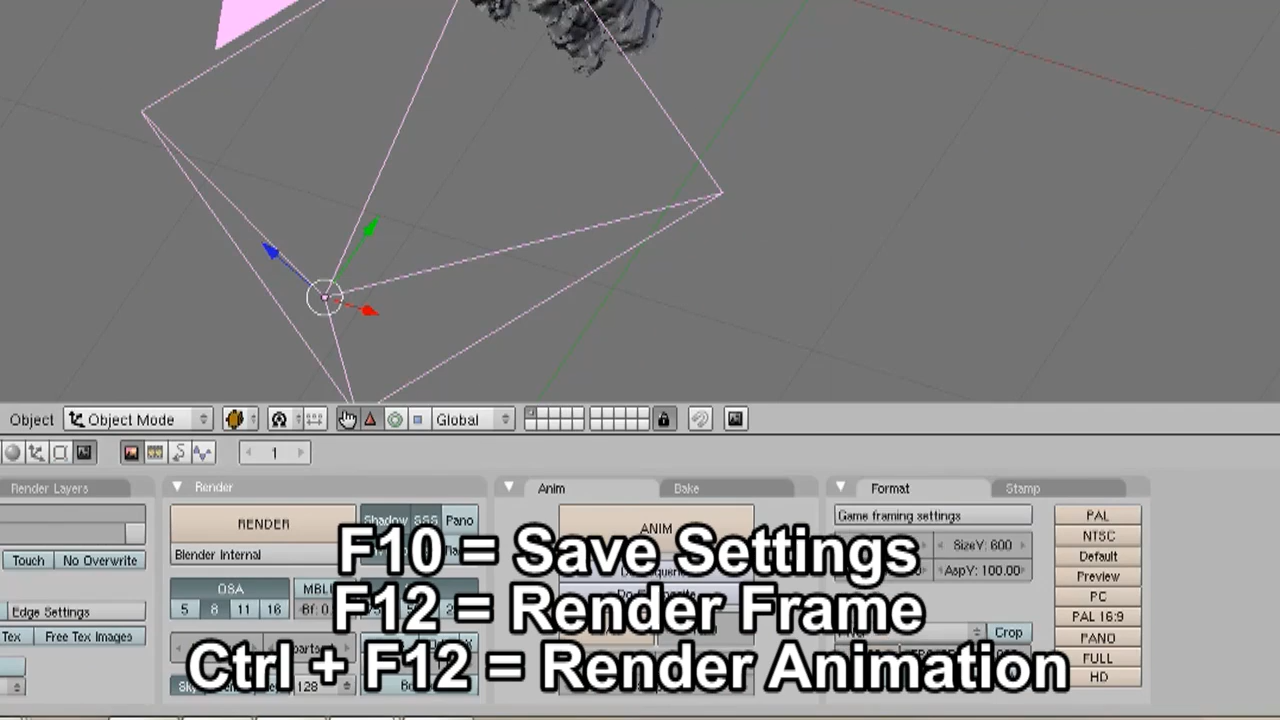 Object Object Mode Global
1
Render Layers Render Anim Bake Format Stamp
RENDER Shadow SSS Pano ANIM Game framing settings PAL
NTSC
Blender Internal SizeY: 600
Touch No Overwrite AspY: 100.00 Default
Preview
OSA MBLU
5 8 11 16 PC
Edge Settings PAL 16:9
Tex Free Tex Images Crop PANO
FULL
128 HD
F10 = Save Settings
F12 = Render Frame
Ctrl + F12 = Render Animation